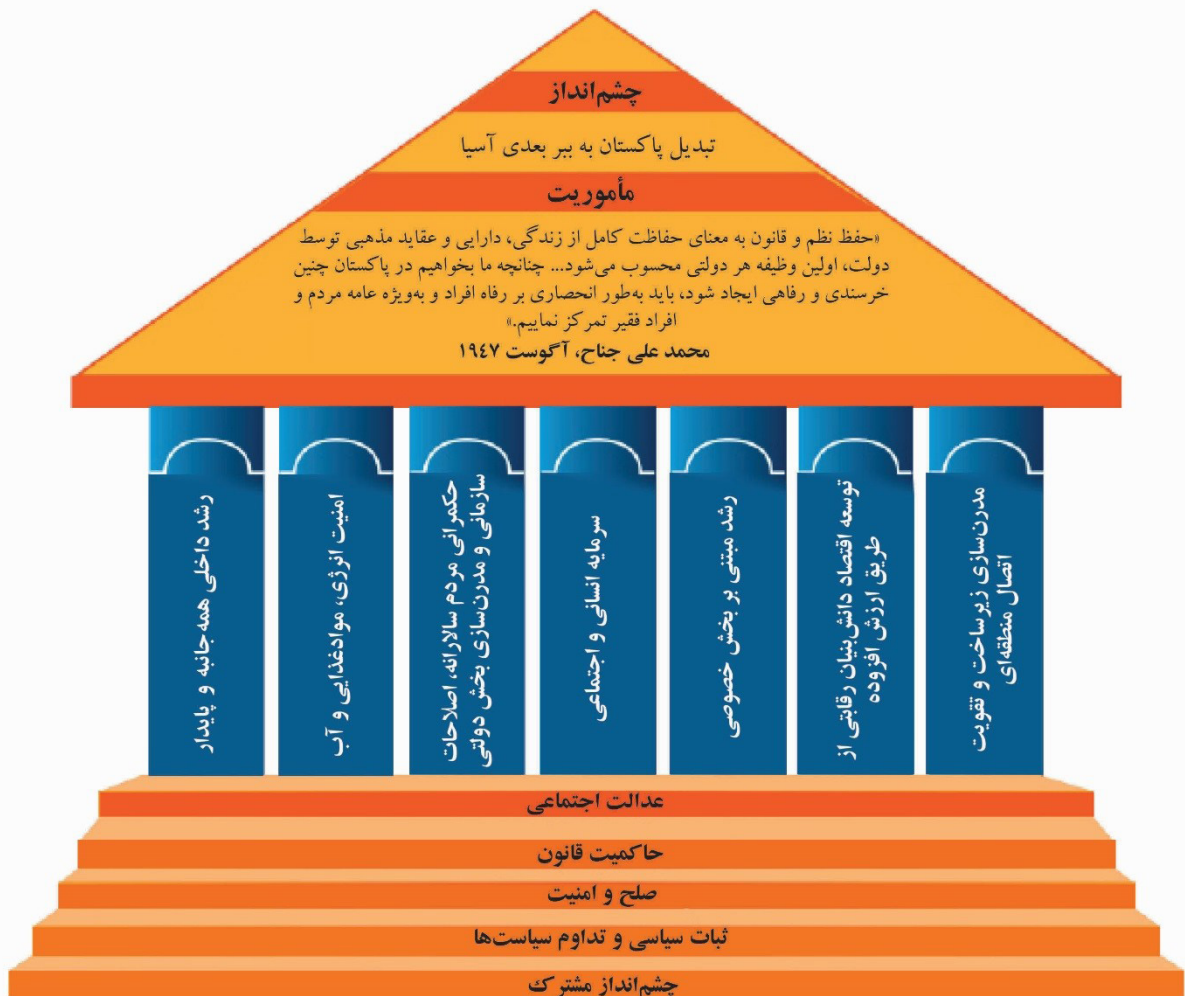 چشم‌انداز
تبدیل پاکستان به ببر بعدی آسیا
مأموریت
«حفظ نظم و قانون به معنای حفاظت کامل از زندگی، دارایی و عقاید مذهبی توسط
دولت، اولین وظیفه هر دولتی محسوب می‌شود... چنانچه ما بخواهیم در پاکستان چنین
خرسندی و رفاهی ایجاد شود، باید به‌طور انحصاری بر رفاه افراد و به‌ویژه عامه مردم و
افراد فقیر تمرکز نماییم.»
محمد علی جناح، آگوست ۱۹٤۷
مدرن‌سازی زیرساخت و تقویت
اتصال منطقه‌ای
توسعه اقتصاد دانش‌بنیان رقابتی از
طریق ارزش افزوده
رشد مبتنی بر بخش خصوصی
سرمایه انسانی و اجتماعی
حکمرانی مردم سالارانه، اصلاحات
سازمانی و مدرن‌سازی بخش دولتی
امنیت انرژی، موادغذایی و آب
رشد داخلی همه‌جانبه و پایدار
عدالت اجتماعی
حاکمیت قانون
صلح و امنیت
ثبات سیاسی و تداوم سیاست‌ها
چشم‌انداز مشترک